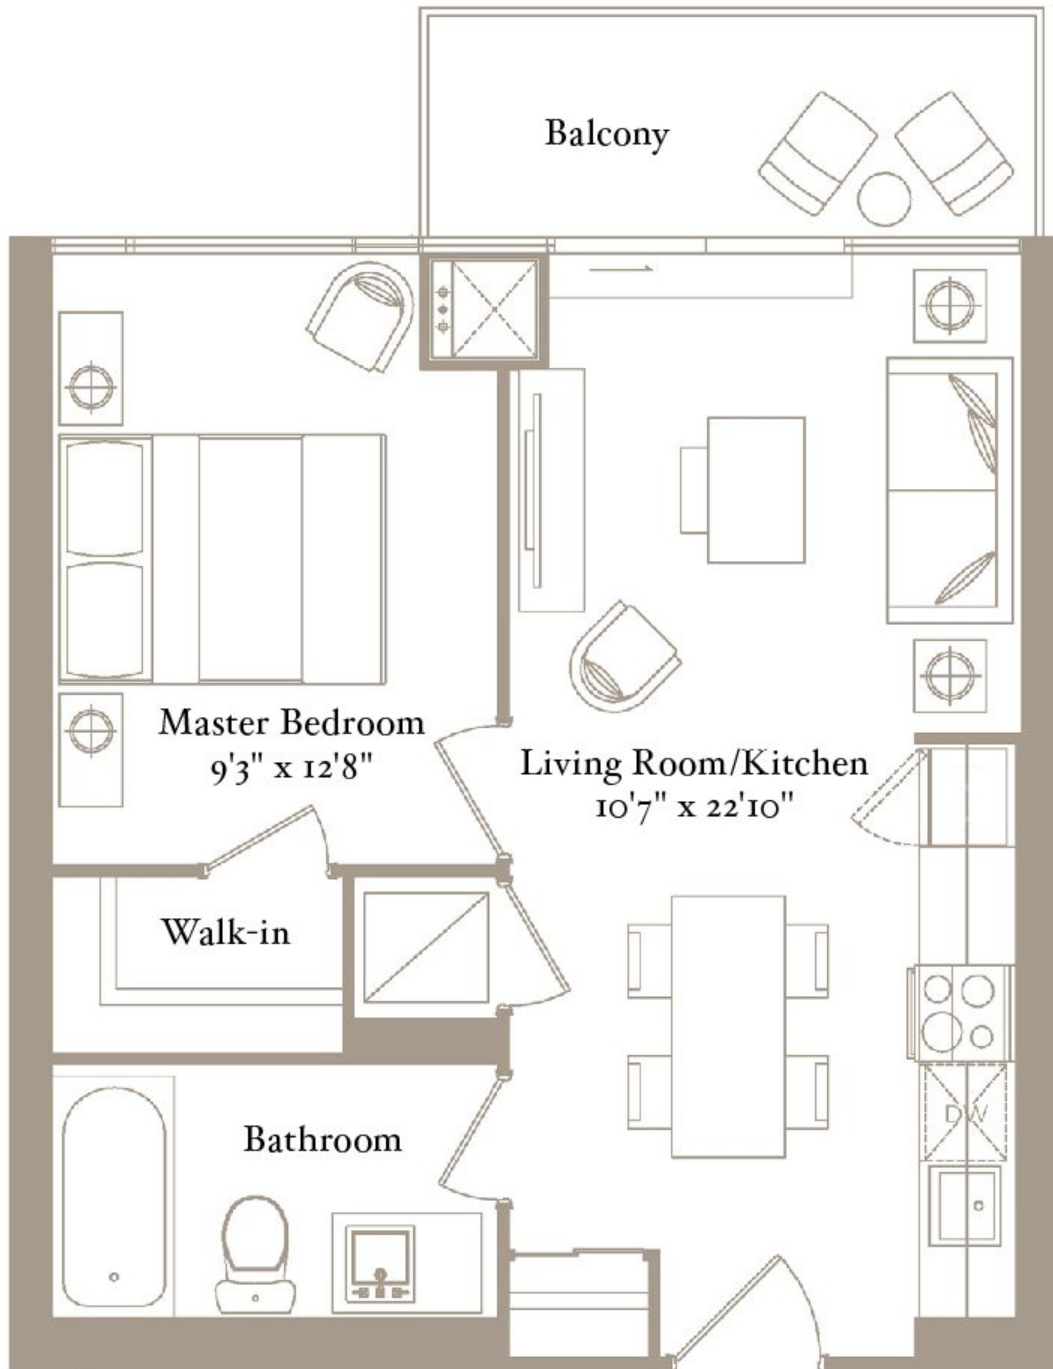 Balcony
Master Bedroom
9'3" x 12'8"
Living Room/Kitchen
10'7" x 22'10"
Walk-in
DW
Bathroom